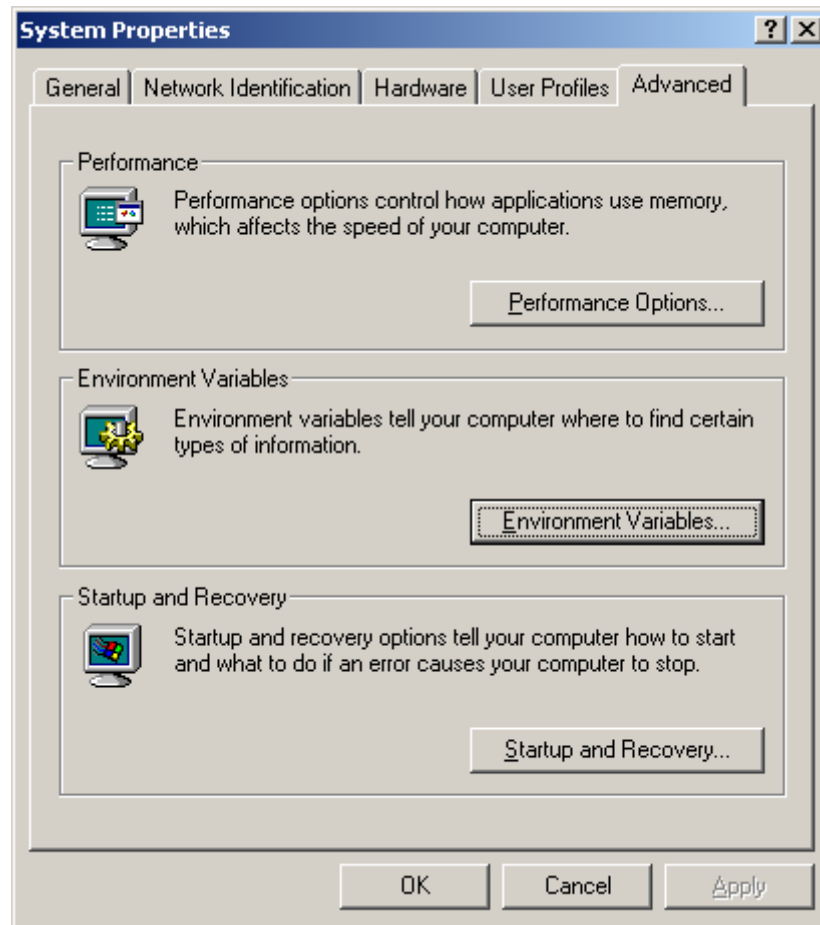 System Properties
General Network Identification Hardware User Profiles Advanced
Performance
Performance options control how applications use memory,
which affects the speed of your computer.
Performance Options...
Environment Variables
Environment variables tell your computer where to find certain
types of information.
Environment Variables...
Startup and Recovery
Startup and recovery options tell your computer how to start
and what to do if an error causes your computer to stop.
Startup and Recovery...
OK Cancel Apply